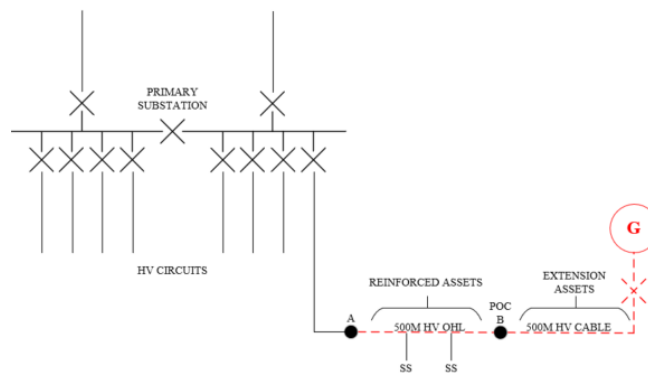 PRIMARY
SUBSTATION
HV CIRCUITS
G
REINFORCED ASSETS
EXTENSION
ASSETS
A
POC
B
500M HV OHL
500M HV CABLE
SS
SS